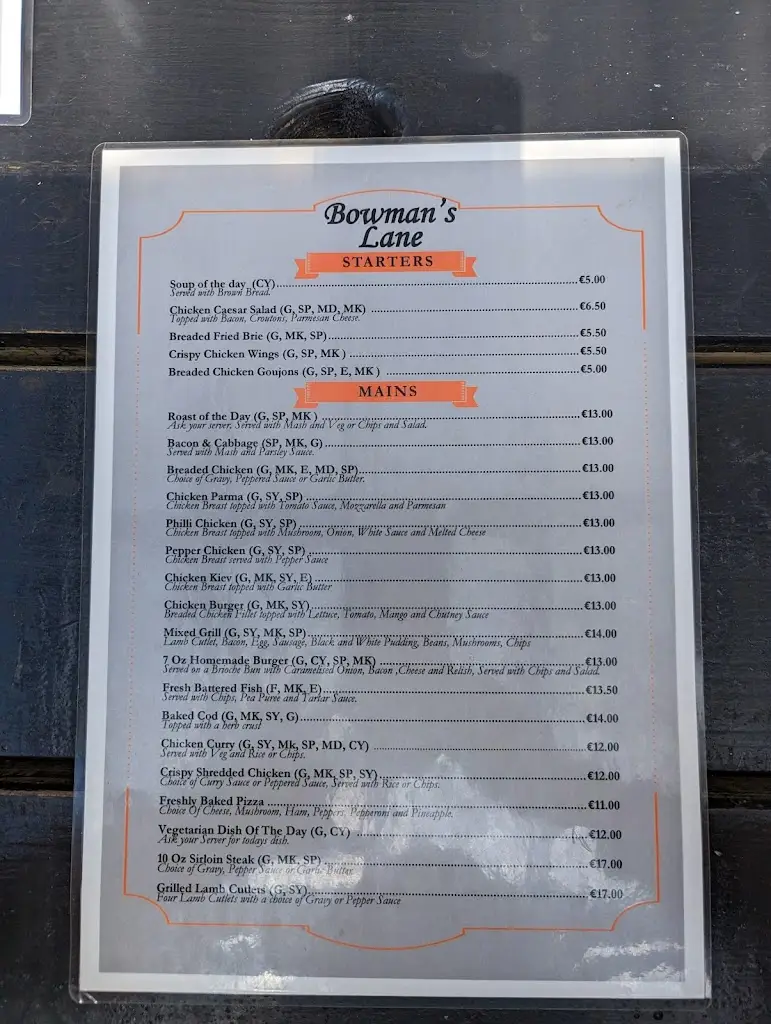 Bowman's
Lane
STARTERS
Soup of the day (CY)..........€5.00
Served with Brown Bread.
Chicken Caesar Salad (G, SP, MD, MK) ..........€6.50
Topped with Bacon, Croutons, Parmesan Cheese.
Breaded Fried Brie (G, MK, SP)..........€5.50
Crispy Chicken Wings (G, SP, MK )..........€5.50
Breaded Chicken Goujons (G, SP, E, MK ) ..........€5.00
MAINS
Roast of the Day (G, SP, MK )..........€13.00
Ask your server, Served with Mash and Veg or Chips and Salad.
Bacon & Cabbage (SP, MK, G)..........€13.00
Served with Mash and Parsley Sauce.
Breaded Chicken (G, MK, E, MD, SP)..........€13.00
Choice of Gravy, Peppered Sauce or Garlic Butter.
Chicken Parma (G, SY, SP) ..........€13.00
Chicken Breast topped with Tomato Sauce, Mozzarella and Parmesan
Philli Chicken (G, SY, SP)..........€13.00
Chicken Breast topped with Mushroom, Onion, White Sauce and Melted Cheese
Pepper Chicken (G, SY, SP)..........€13.00
Chicken Breast served with Pepper Sauce
Chicken Kiev (G, MK, SY, E)..........€13.00
Chicken Breast topped with Garlic Butter
Chicken Burger (G, MK, SY)..........€13.00
Breaded Chicken Fillet topped with Lettuce, Tomato, Mango and Chutney Sauce
Mixed Grill (G, SY, MK, SP)..........€14.00
Lamb Cutlet, Bacon, Egg, Sausage, Black and White Pudding, Beans, Mushrooms, Chips
7 Oz Homemade Burger (G, CY, SP, MK) ..........€13.00
Served on a Brioche Bun with Caramelised Onion, Bacon ,Cheese and Relish, Served with Chips and Salad.
Fresh Battered Fish (F, MK, E)..........€13.50
Served with Chips, Pea Puree and Tartar Sauce.
Baked Cod (G, MK, SY, G)..........€14.00
Topped with a herb crust
Chicken Curry (G, SY, Mk, SP, MD, CY) ..........€12.00
Served with Veg and Rice or Chips.
Crispy Shredded Chicken (G, MK, SP, SY)..........€12.00
Choice of Curry Sauce or Peppered Sauce, Served with Rice or Chips.
Freshly Baked Pizza ..........€11.00
Choice Of Cheese, Mushroom, Ham, Peppers, Pepperoni and Pineapple.
Vegetarian Dish Of The Day (G, CY) ..........€12.00
Ask your Server for todays dish.
10 Oz Sirloin Steak (G, MK, SP)..........€17.00
Choice of Gravy, Pepper Sauce or Garlic Butter
Grilled Lamb Cutlets (G, SY)..........€17.00
Four Lamb Cutlets with a choice of Gravy or Pepper Sauce